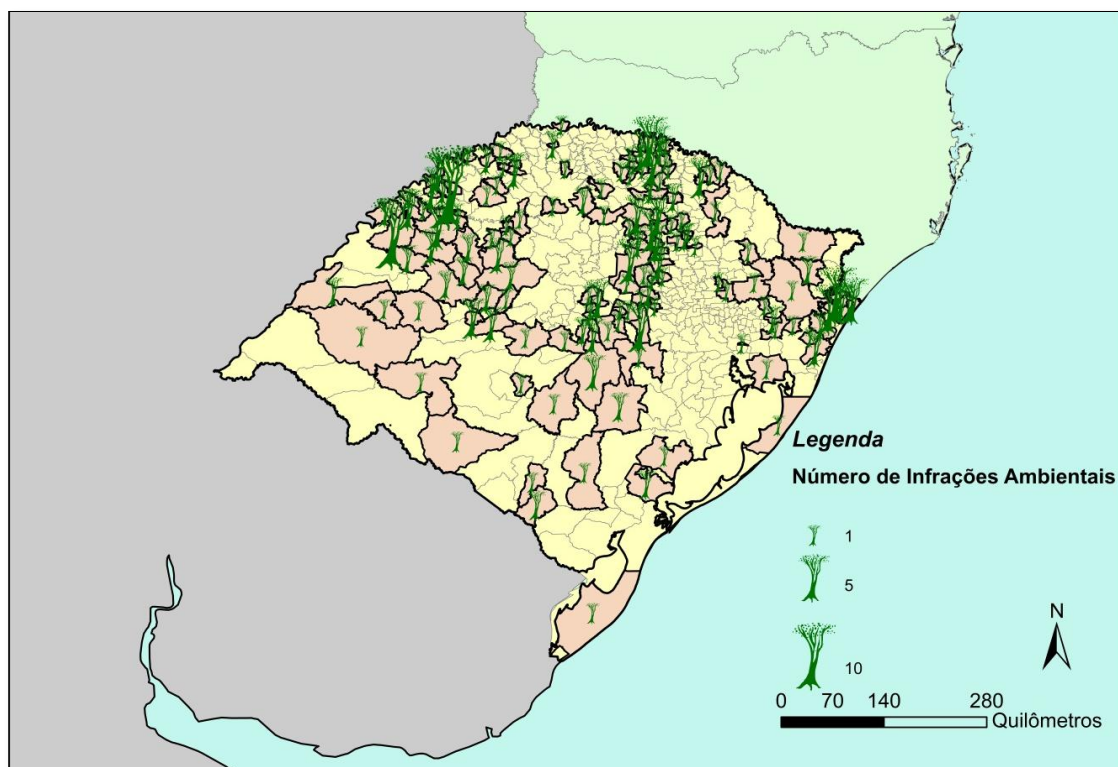 Legenda
Número de Infrações Ambientais
1
5
10
N
0 70 140 280
Quilômetros